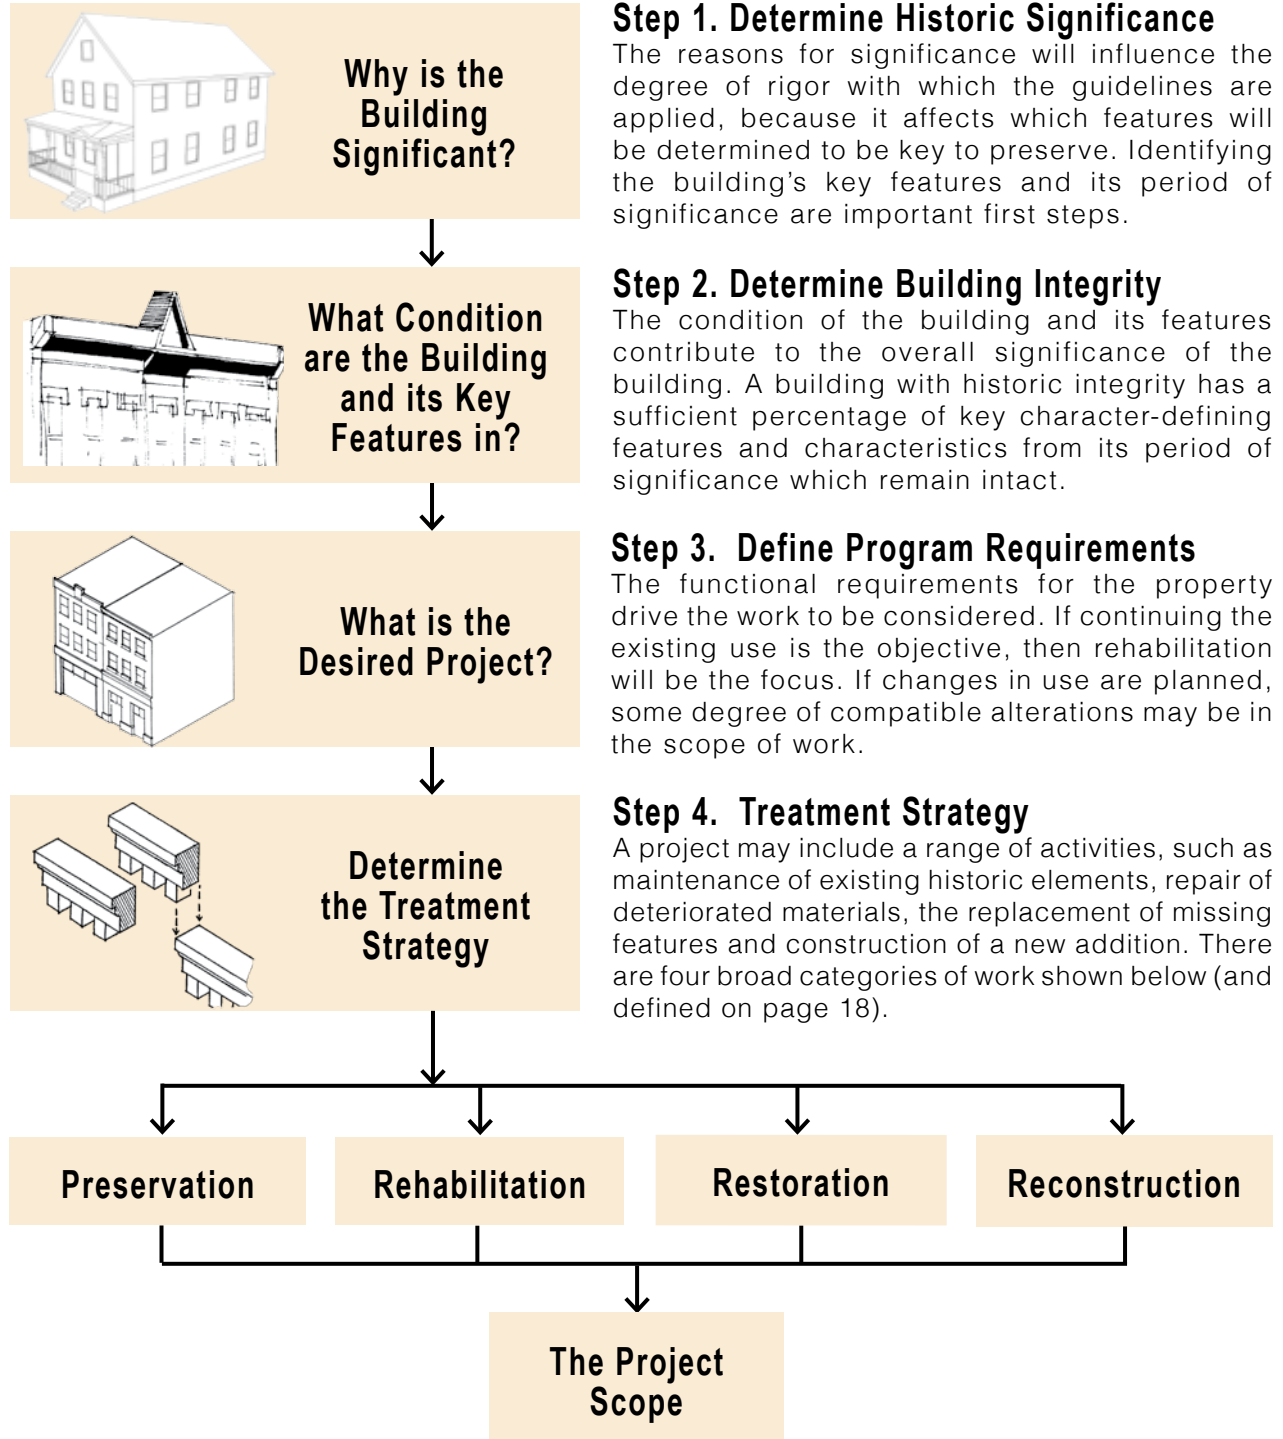 Why is the
Building
Significant?
Step 1. Determine Historic Significance
The reasons for significance will influence the
degree of rigor with which the guidelines are
applied, because it affects which features will
be determined to be key to preserve. Identifying
the building’s key features and its period of
significance are important first steps.
What Condition
are the Building
and its Key
Features in?
Step 2. Determine Building Integrity
The condition of the building and its features
contribute to the overall significance of the
building. A building with historic integrity has a
sufficient percentage of key character-defining
features and characteristics from its period of
significance which remain intact.
What is the
Desired Project?
Step 3. Define Program Requirements
The functional requirements for the property
drive the work to be considered. If continuing the
existing use is the objective, then rehabilitation
will be the focus. If changes in use are planned,
some degree of compatible alterations may be in
the scope of work.
Determine
the Treatment
Strategy
Step 4. Treatment Strategy
A project may include a range of activities, such as
maintenance of existing historic elements, repair of
deteriorated materials, the replacement of missing
features and construction of a new addition. There
are four broad categories of work shown below (and
defined on page 18).
Preservation
Rehabilitation
Restoration
Reconstruction
The Project
Scope